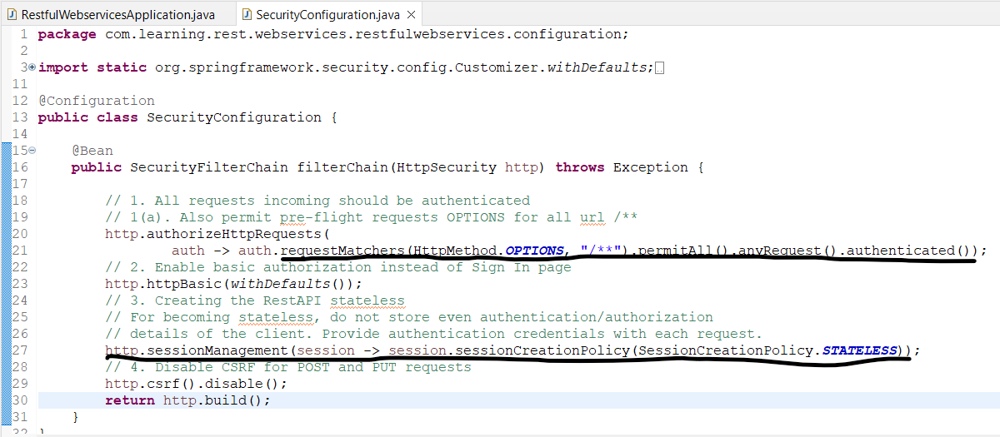 RestfulWebservicesApplication.java SecurityConfiguration.java
1 package com.learning.rest.webservices.restfulwebservices.configuration;
2
3 import static org.springframework.security.config.Customizer.withDefaults;
11
12 @Configuration
13 public class SecurityConfiguration {
14
15 @Bean
16 public SecurityFilterChain filterChain(HttpSecurity http) throws Exception {
17
18 // 1. All requests incoming should be authenticated
19 // 1(a). Also permit pre-flight requests OPTIONS for all url /**
20 http.authorizeHttpRequests(
21 auth -> auth.requestMatchers(HttpMethod.OPTIONS, "/**").permitAll().anyRequest().authenticated());
22 // 2. Enable basic authorization instead of Sign In page
23 http.httpBasic(withDefaults());
24 // 3. Creating the RestAPI stateless
25 // For becoming stateless, do not store even authentication/authorization
26 // details of the client. Provide authentication credentials with each request.
27 http.sessionManagement(session -> session.sessionCreationPolicy(SessionCreationPolicy.STATELESS));
28 // 4. Disable CSRF for POST and PUT requests
29 http.csrf().disable();
30 return http.build();
31 }
32 }